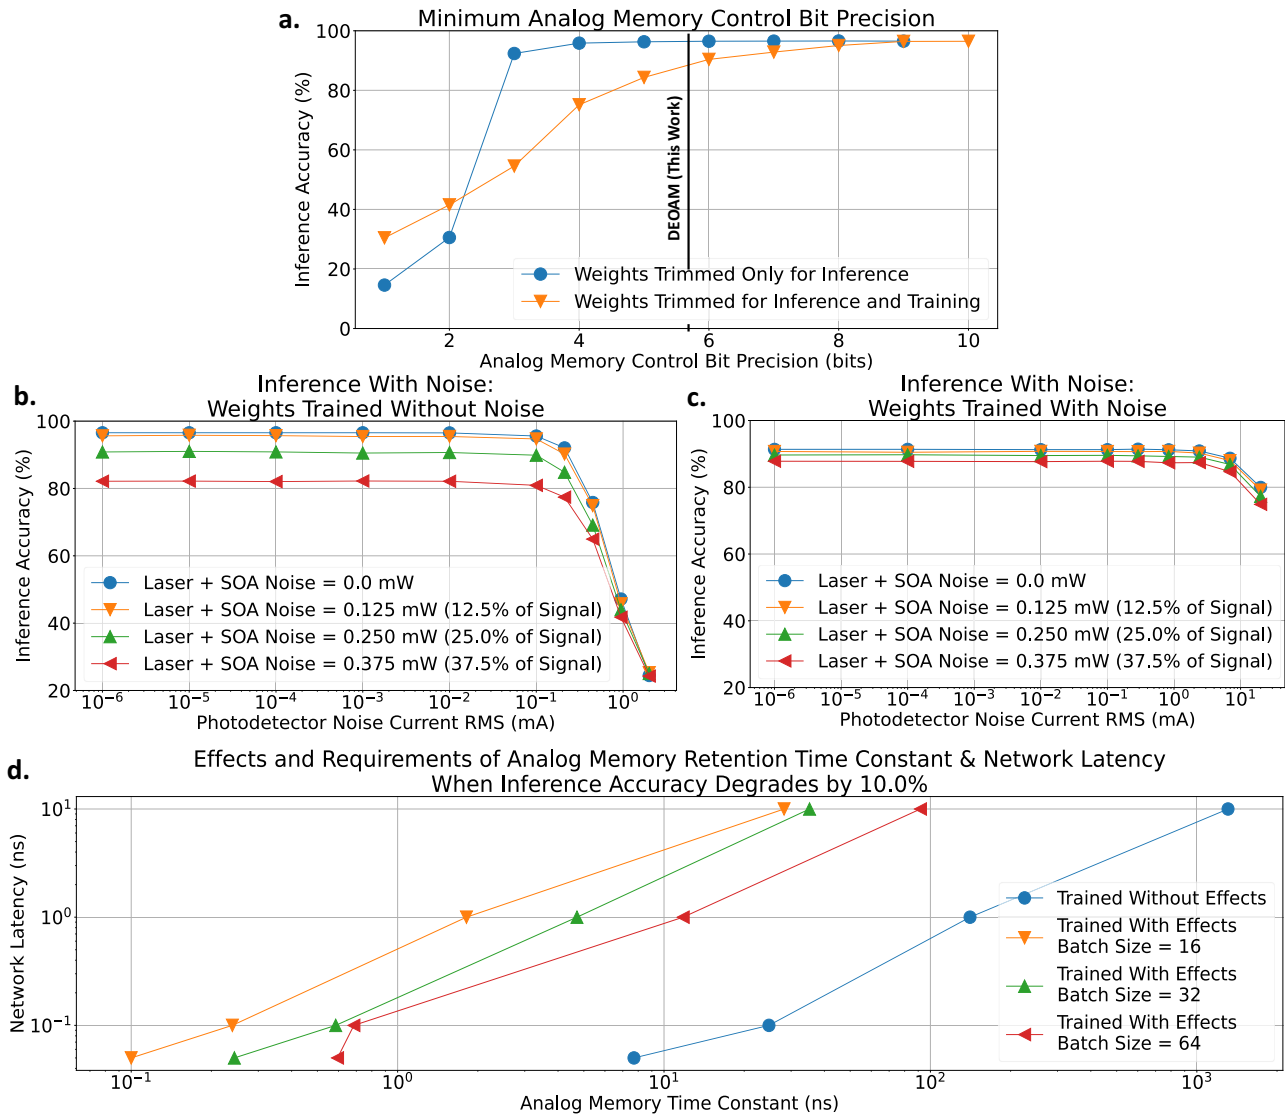 a.
Minimum Analog Memory Control Bit Precision
Inference Accuracy (%)
100
80
60
40
20
0
DEOAM (This Work)
Weights Trimmed Only for Inference
Weights Trimmed for Inference and Training
2 4 6 8 10
Analog Memory Control Bit Precision (bits)
b.
Inference With Noise:
Weights Trained Without Noise
Inference Accuracy (%)
100
80
60
40
20
Laser + SOA Noise = 0.0 mW
Laser + SOA Noise = 0.125 mW (12.5% of Signal)
Laser + SOA Noise = 0.250 mW (25.0% of Signal)
Laser + SOA Noise = 0.375 mW (37.5% of Signal)
10⁻⁶ 10⁻⁵ 10⁻⁴ 10⁻³ 10⁻² 10⁻¹ 10⁰
Photodetector Noise Current RMS (mA)
c.
Inference With Noise:
Weights Trained With Noise
Inference Accuracy (%)
100
80
60
40
20
Laser + SOA Noise = 0.0 mW
Laser + SOA Noise = 0.125 mW (12.5% of Signal)
Laser + SOA Noise = 0.250 mW (25.0% of Signal)
Laser + SOA Noise = 0.375 mW (37.5% of Signal)
10⁻⁶ 10⁻⁵ 10⁻⁴ 10⁻³ 10⁻² 10⁻¹ 10⁰ 10¹
Photodetector Noise Current RMS (mA)
d.
Effects and Requirements of Analog Memory Retention Time Constant & Network Latency
When Inference Accuracy Degrades by 10.0%
Network Latency (ns)
10¹
10⁰
10⁻¹
Trained Without Effects
Trained With Effects
Batch Size = 16
Trained With Effects
Batch Size = 32
Trained With Effects
Batch Size = 64
10⁻¹ 10⁰ 10¹ 10² 10³
Analog Memory Time Constant (ns)